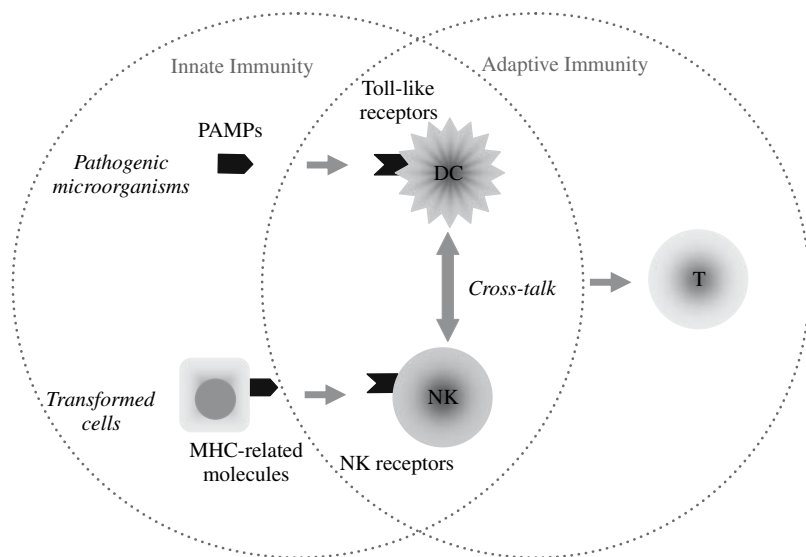 Innate Immunity
Adaptive Immunity
Toll-like
receptors
PAMPs
Pathogenic
microorganisms
DC
Cross-talk
T
Transformed
cells
NK
MHC-related
molecules
NK receptors